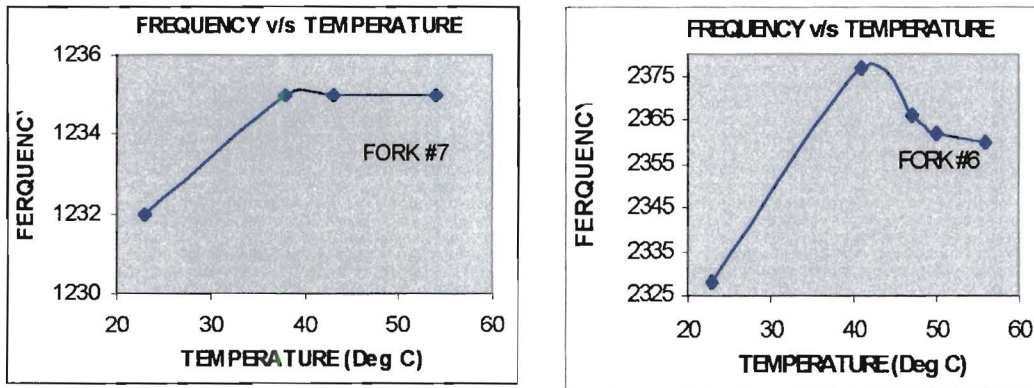 FREQUENCY v/s TEMPERATURE
1236
1234
1232
1230
FERQUENCY
FORK #7
20 30 40 50 60
TEMPERATURE (Deg C)
FREQUENCY v/s TEMPERATURE
2375
2365
2355
2345
2335
2325
FERQUENCY
FORK #6
20 30 40 50 60
TEMPERATURE (Deg C)